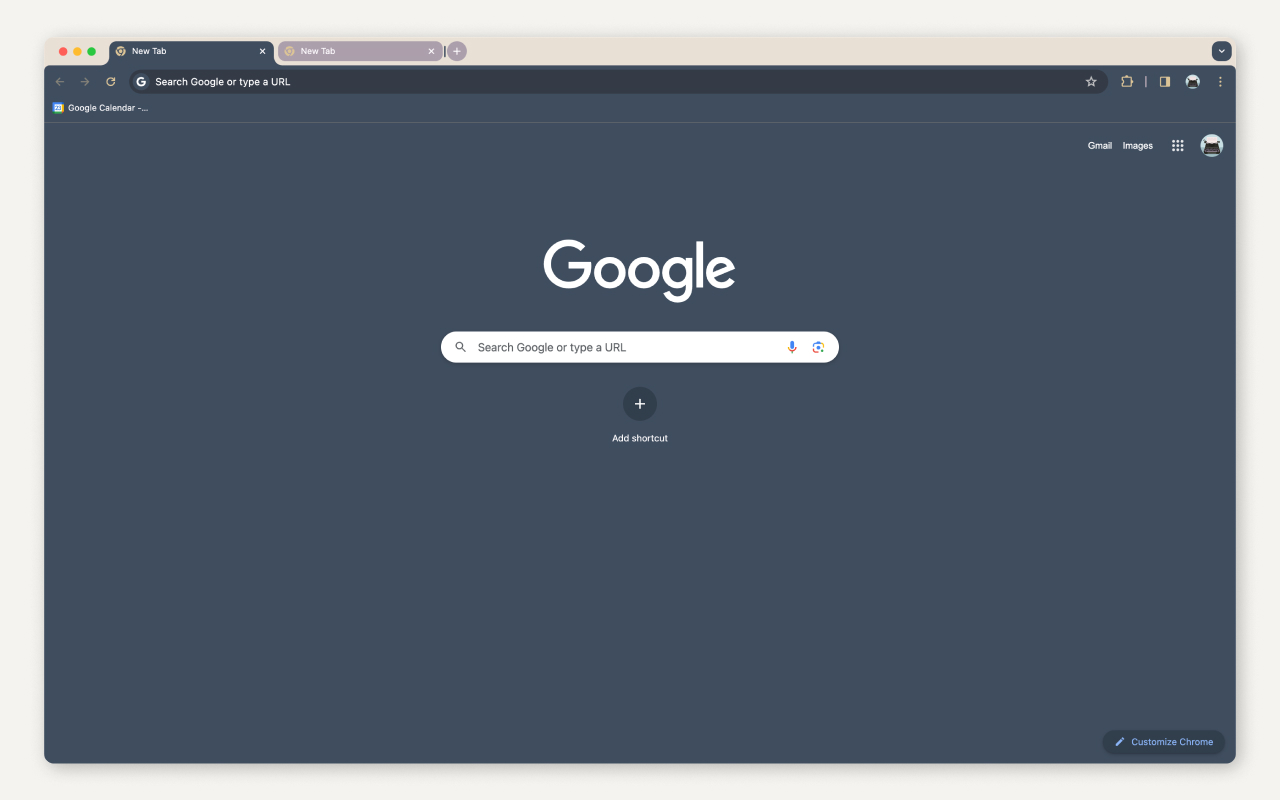 New Tab
New Tab
Search Google or type a URL
Google Calendar -...
Gmail
Images
Google
Search Google or type a URL
Add shortcut
Customize Chrome